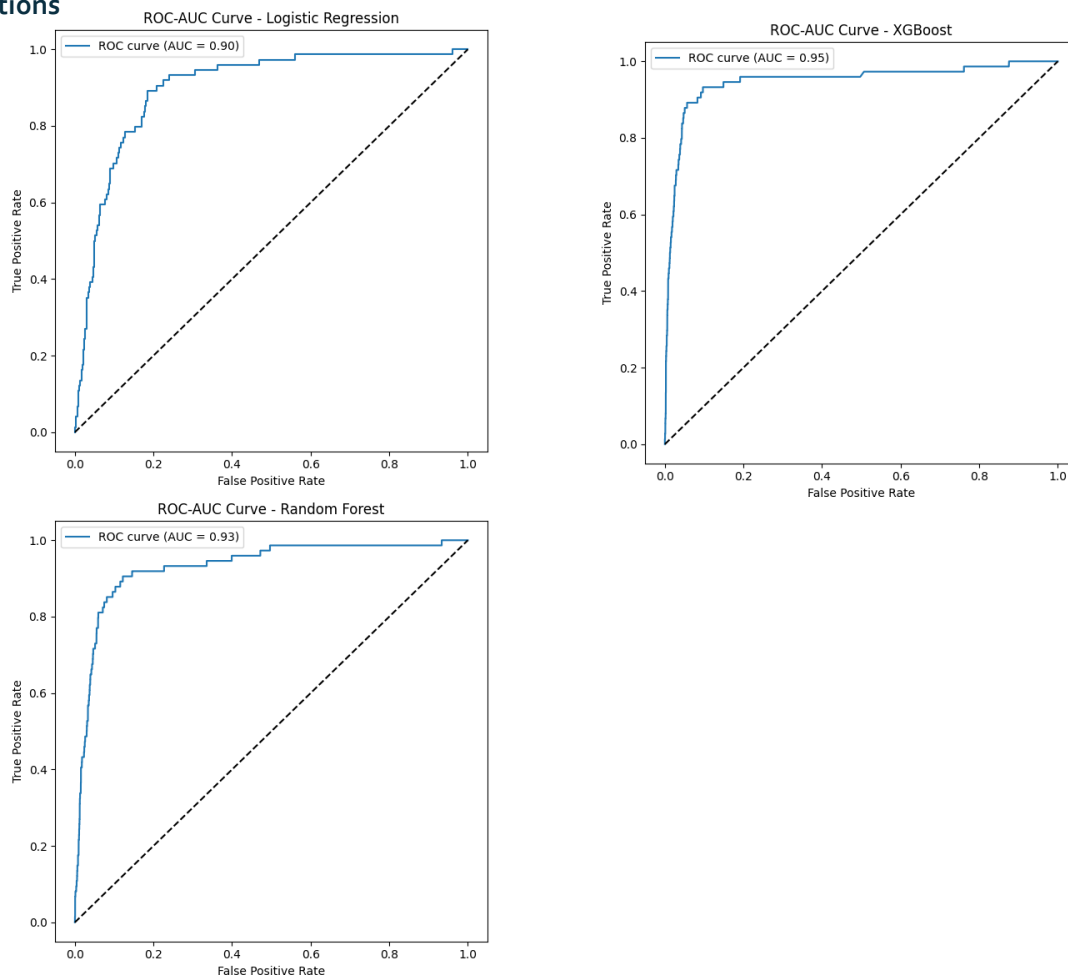 tions
ROC-AUC Curve - Logistic Regression
ROC curve (AUC = 0.90)
1.0
0.8
0.6
0.4
0.2
0.0
True Positive Rate
0.0 0.2 0.4 0.6 0.8 1.0
False Positive Rate
ROC-AUC Curve - XGBoost
ROC curve (AUC = 0.95)
1.0
0.8
0.6
0.4
0.2
0.0
True Positive Rate
0.0 0.2 0.4 0.6 0.8 1.0
False Positive Rate
ROC-AUC Curve - Random Forest
ROC curve (AUC = 0.93)
1.0
0.8
0.6
0.4
0.2
0.0
True Positive Rate
0.0 0.2 0.4 0.6 0.8 1.0
False Positive Rate